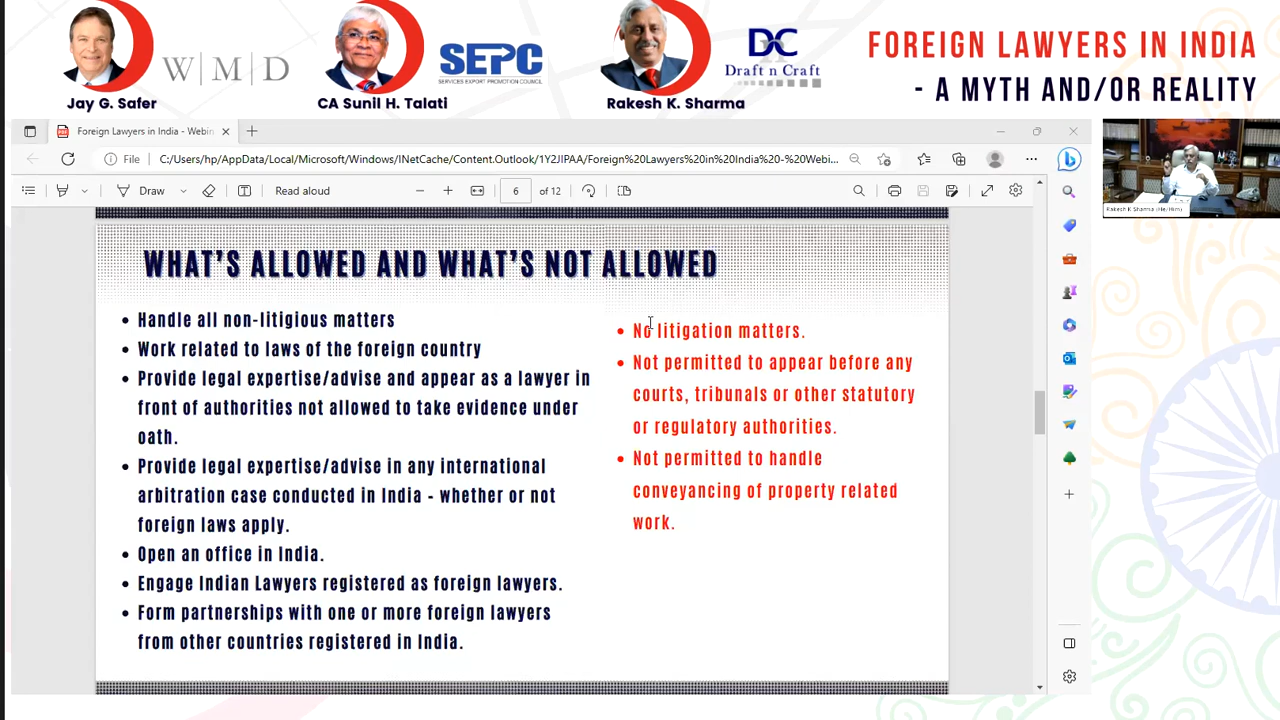 Jay G. Safer
W|M|D
CA Sunil H. Talati
SEPC
SERVICES EXPORT PROMOTION COUNCIL
Rakesh K. Sharma
DC
Draft n Craft
FOREIGN LAWYERS IN INDIA
- A MYTH AND/OR REALITY
Foreign Lawyers in India - Webin
File
C:/Users/hp/AppData/Local/Microsoft/Windows/INetCache/Content.Outlook/1Y2JIPAA/Foreign%20Lawyers%20in%20India%20-%20Webi...
Draw
Read aloud
6 of 12
Rakesh K Sharma (He/Him)
WHAT'S ALLOWED AND WHAT'S NOT ALLOWED
• Handle all non-litigious matters
• Work related to laws of the foreign country
• Provide legal expertise/advise and appear as a lawyer in
front of authorities not allowed to take evidence under
oath.
• Provide legal expertise/advise in any international
arbitration case conducted in India - whether or not
foreign laws apply.
• Open an office in India.
• Engage Indian Lawyers registered as foreign lawyers.
• Form partnerships with one or more foreign lawyers
from other countries registered in India.
• No litigation matters.
• Not permitted to appear before any
courts, tribunals or other statutory
or regulatory authorities.
• Not permitted to handle
conveyancing of property related
work.